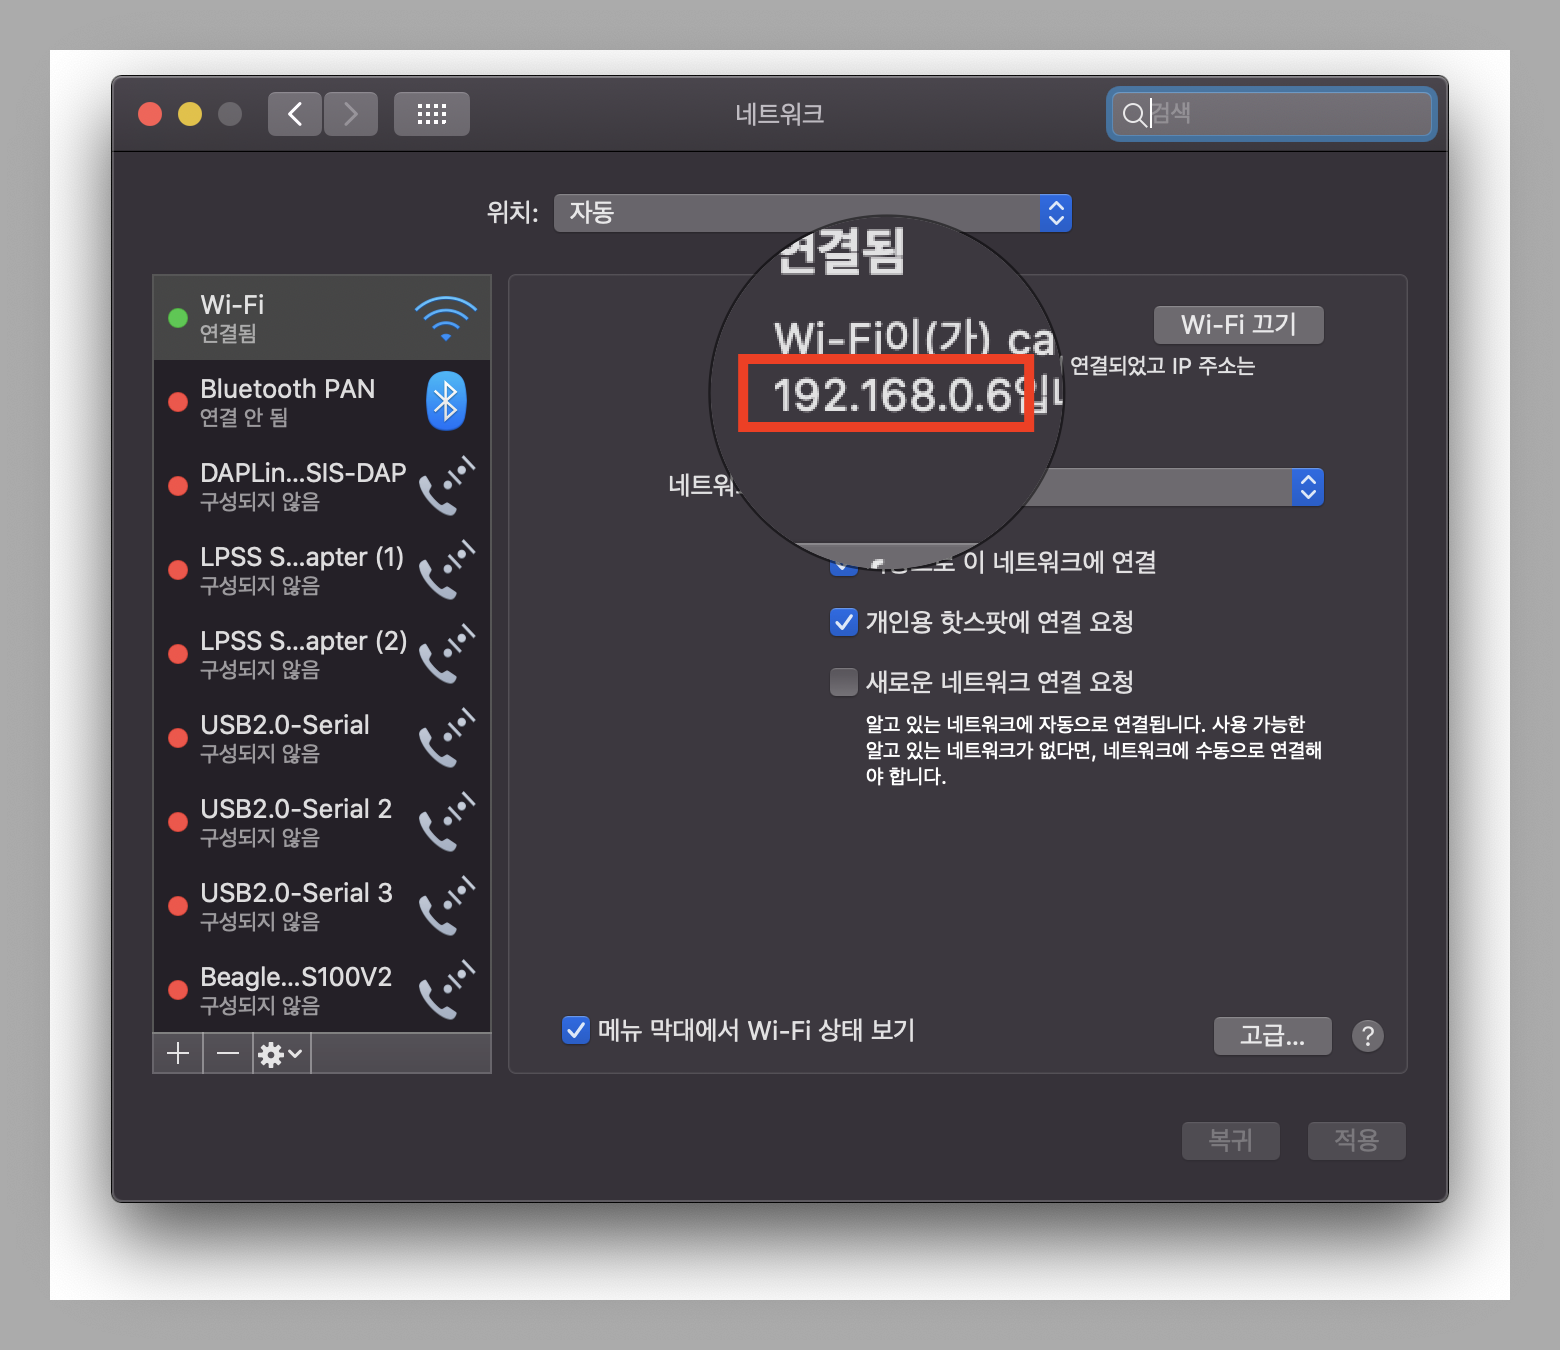 네트워크
검색
위치:
자동
Wi-Fi
연결됨
Bluetooth PAN
연결 안 됨
DAPLin...SIS-DAP
구성되지 않음
LPSS S...apter (1)
구성되지 않음
LPSS S...apter (2)
구성되지 않음
USB2.0-Serial
구성되지 않음
USB2.0-Serial 2
구성되지 않음
USB2.0-Serial 3
구성되지 않음
Beagle...S100V2
구성되지 않음
연결됨
Wi-Fi 끄기
Wi-Fi이(가) ca
연결되었고 IP 주소는
192.168.0.6입니
네트워
이 네트워크에 연결
개인용 핫스팟에 연결 요청
새로운 네트워크 연결 요청
알고 있는 네트워크에 자동으로 연결됩니다. 사용 가능한
알고 있는 네트워크가 없다면, 네트워크에 수동으로 연결해
야 합니다.
메뉴 막대에서 Wi-Fi 상태 보기
고급...
?
복귀
적용